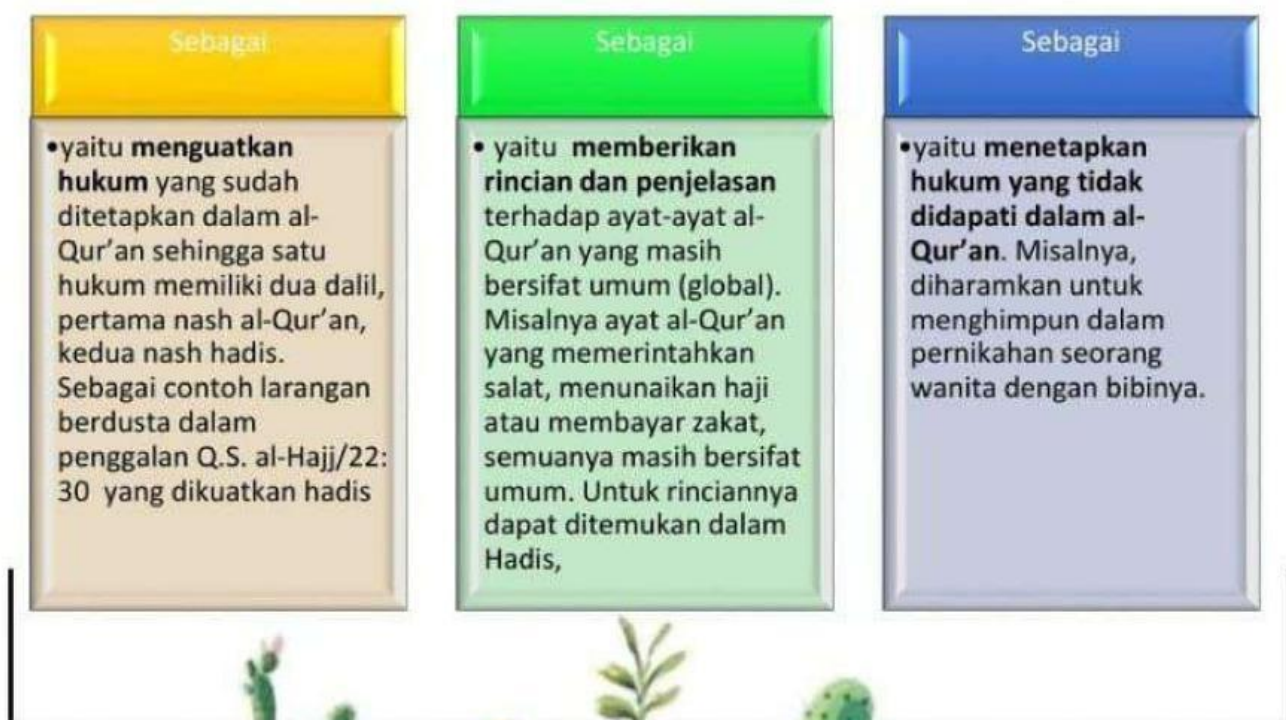 Sebagai
•yaitu menguatkan
hukum yang sudah
ditetapkan dalam al-
Qur'an sehingga satu
hukum memiliki dua dalil,
pertama nash al-Qur'an,
kedua nash hadis.
Sebagai contoh larangan
berdusta dalam
penggalan Q.S. al-Hajj/22:
30 yang dikuatkan hadis
Sebagai
• yaitu memberikan
rincian dan penjelasan
terhadap ayat-ayat al-
Qur'an yang masih
bersifat umum (global).
Misalnya ayat al-Qur'an
yang memerintahkan
salat, menunaikan haji
atau membayar zakat,
semuanya masih bersifat
umum. Untuk rinciannya
dapat ditemukan dalam
Hadis,
Sebagai
•yaitu menetapkan
hukum yang tidak
didapati dalam al-
Qur'an. Misalnya,
diharamkan untuk
menghimpun dalam
pernikahan seorang
wanita dengan bibinya.